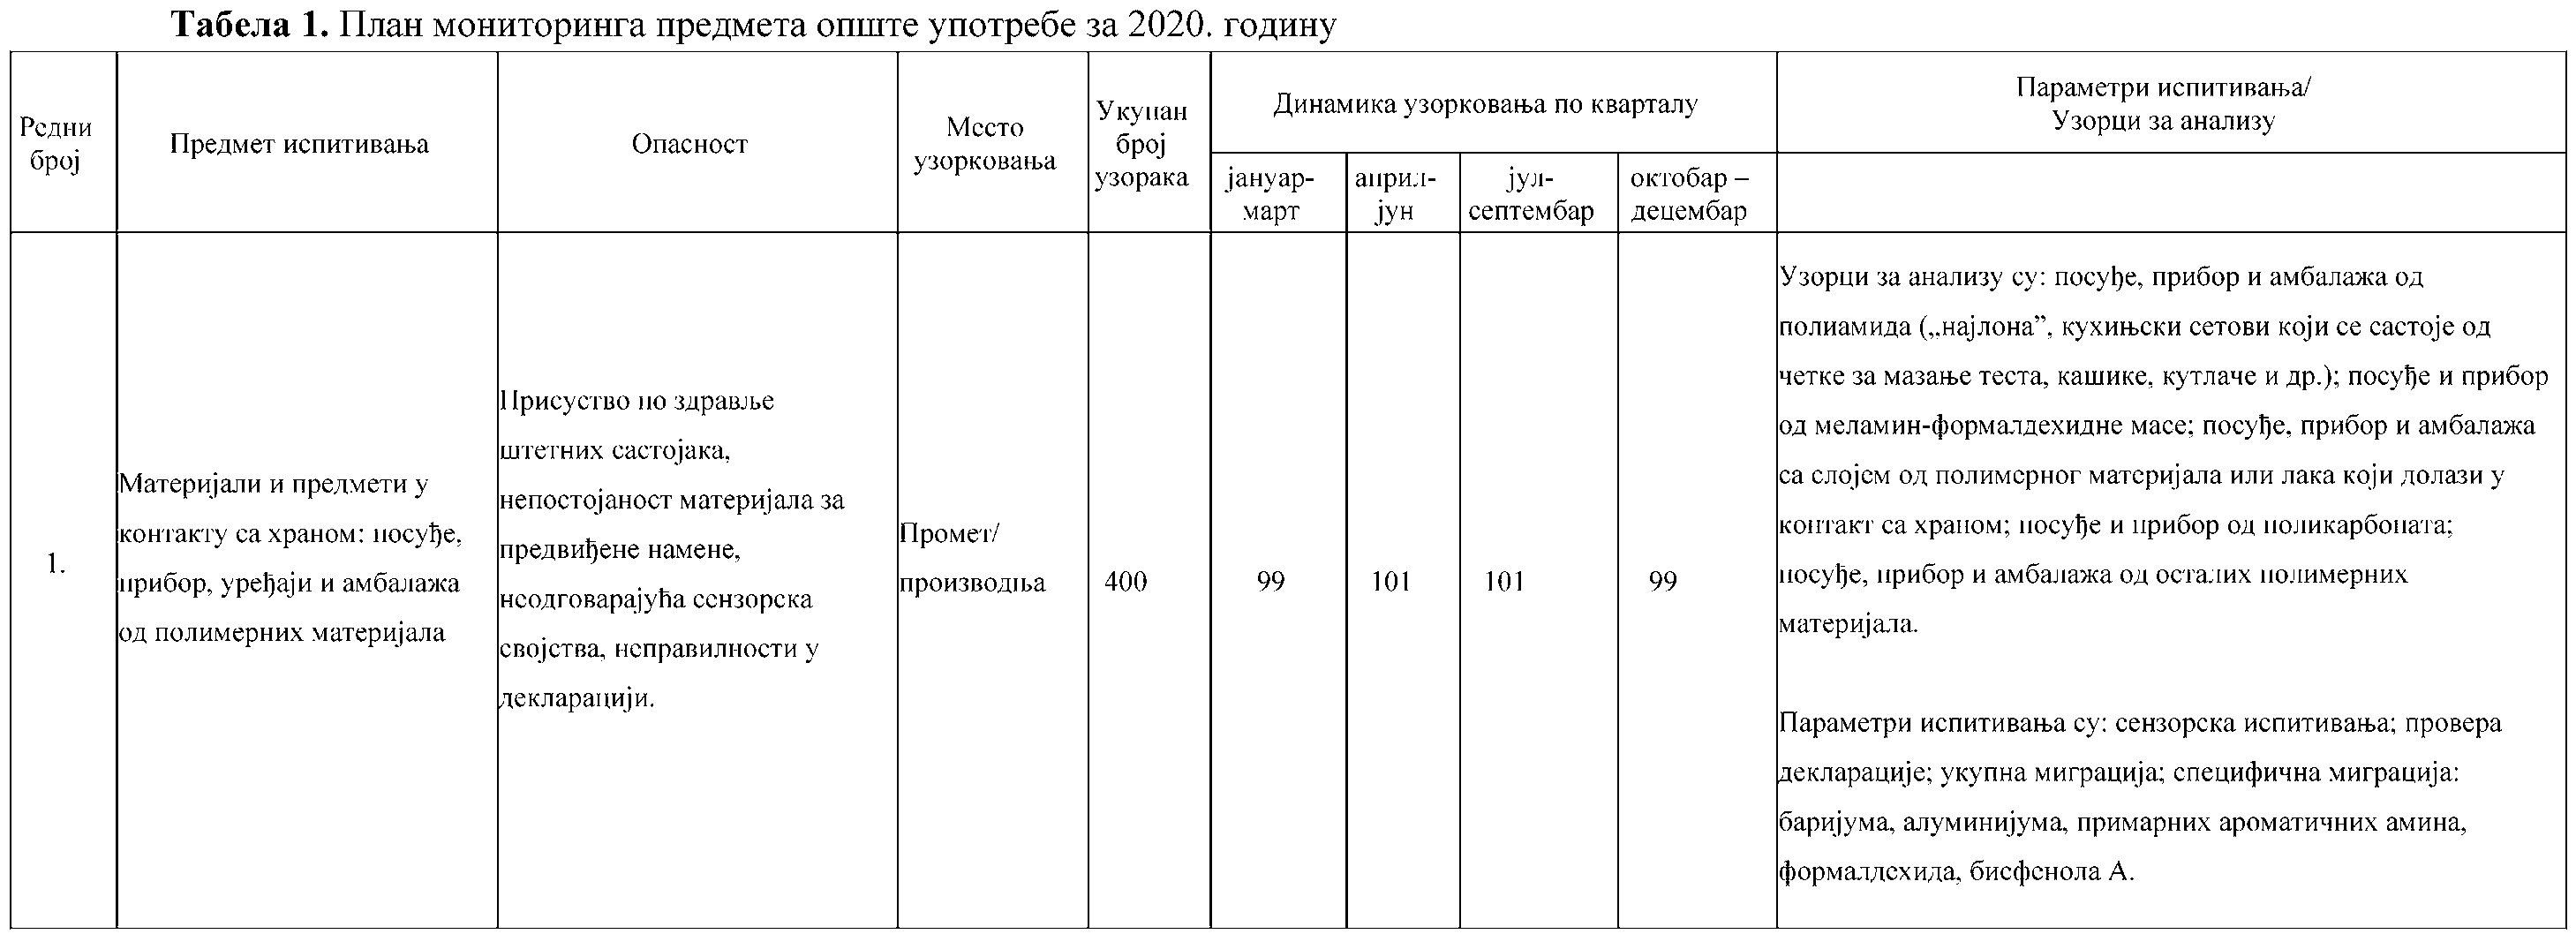 Табела 1. План мониторинга предмета опште употребе за 2020. годину
Редни
број
Предмет испитивања
Опасност
Место
узорковања
Укупан
број
узорака
Динамика узорковања по кварталу
Параметри испитивања/
Узорци за анализу
јануар-
март
април-
јун
јул-
септембар
октобар –
децембар
1.
Материјали и предмети у
контакту са храном: посуђе,
прибор, уређаји и амбалажа
од полимерних материјала
Присуство по здравље
штетних састојака,
непостојаност материјала за
предвиђене намене,
неодговарајућа сензорска
својства, неправилности у
декларацији.
Промет/
производња
400
99
101
101
99
Узорци за анализу су: посуђе, прибор и амбалажа од
полиамида („најлона”, кухињски сетови који се састоје од
четке за мазање теста, кашике, кутлаче и др.); посуђе и прибор
од меламин-формалдехидне масе; посуђе, прибор и амбалажа
са слојем од полимерног материјала или лака који долази у
контакт са храном; посуђе и прибор од поликарбоната;
посуђе, прибор и амбалажа од осталих полимерних
материјала.
Параметри испитивања су: сензорска испитивања; провера
декларације; укупна миграција; специфична миграција:
баријума, алуминијума, примарних ароматичних амина,
формалдехида, бисфенола А.